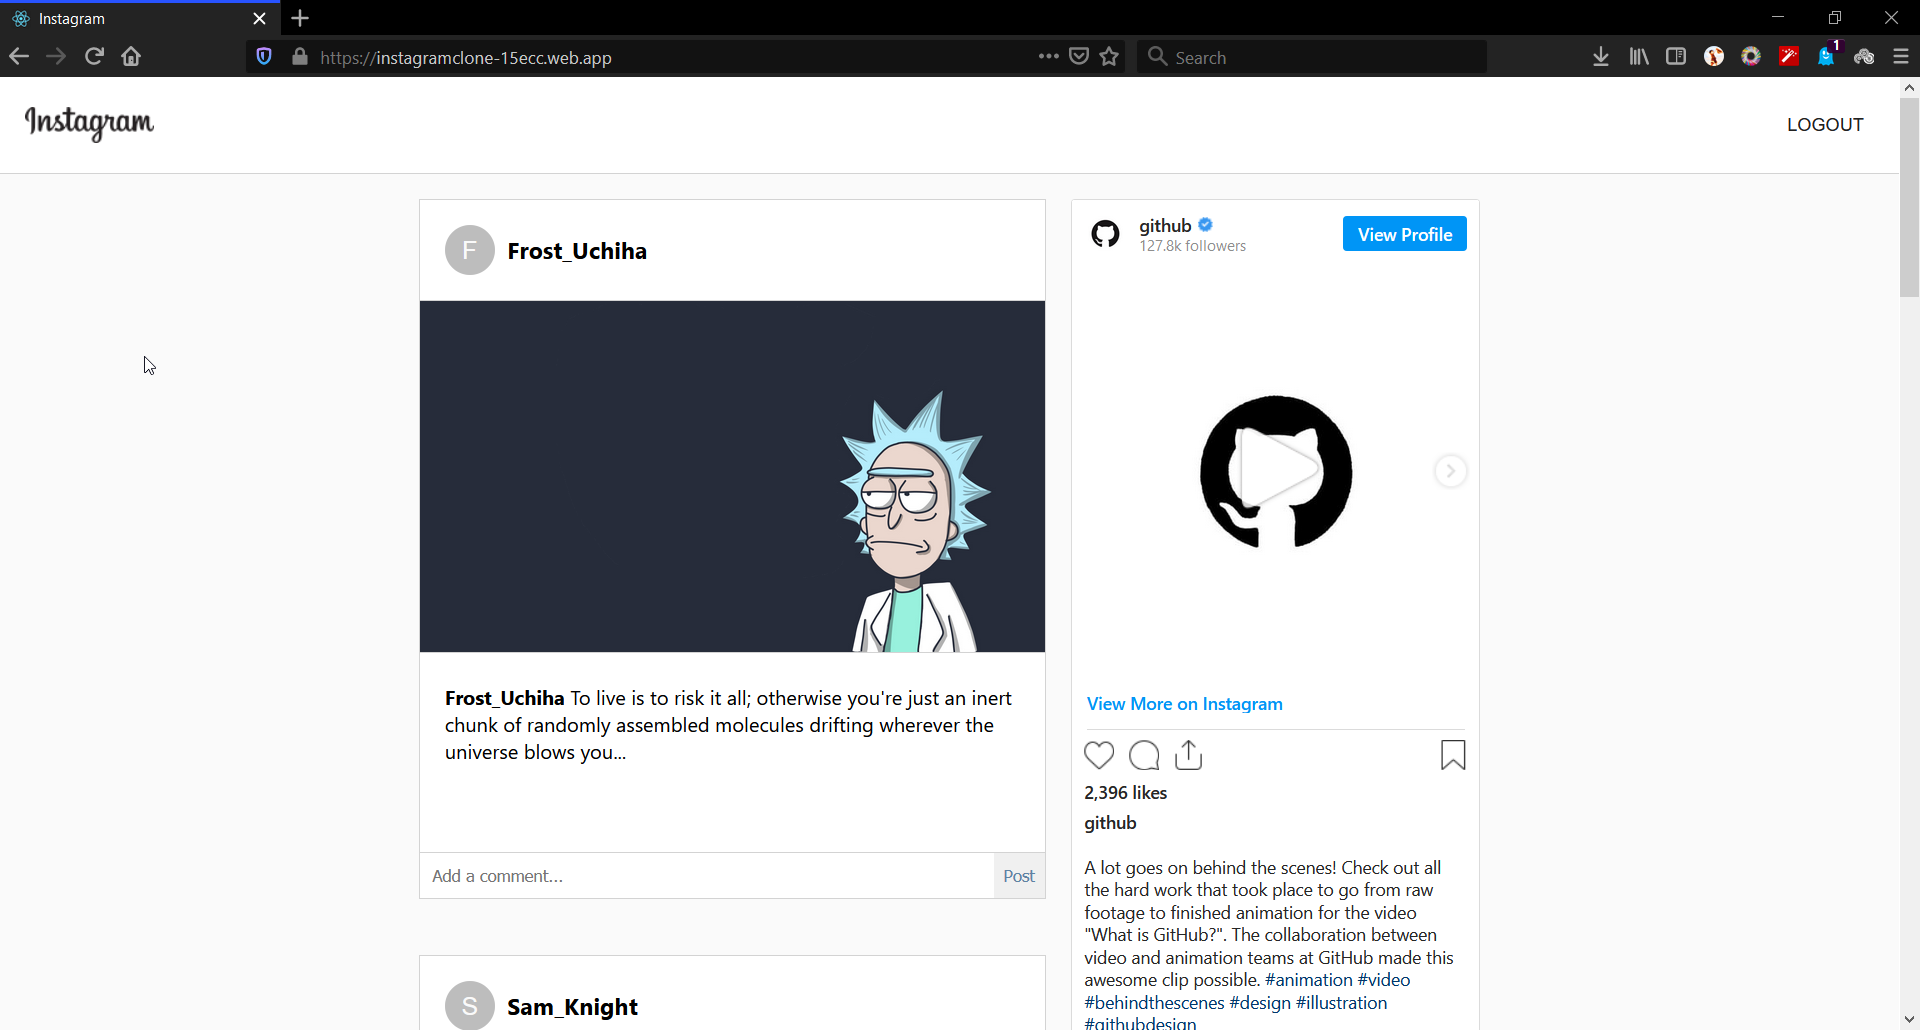 Instagram
https://instagramclone-15ecc.web.app
Search
1
Instagram
LOGOUT
F
Frost_Uchiha
Frost_Uchiha To live is to risk it all; otherwise you're just an inert
chunk of randomly assembled molecules drifting wherever the
universe blows you...
Add a comment...
Post
S
Sam_Knight
github
127.8k followers
View Profile
View More on Instagram
2,396 likes
github
A lot goes on behind the scenes! Check out all
the hard work that took place to go from raw
footage to finished animation for the video
"What is GitHub?". The collaboration between
video and animation teams at GitHub made this
awesome clip possible. #animation #video
#behindthescenes #design #illustration
#githubdesign